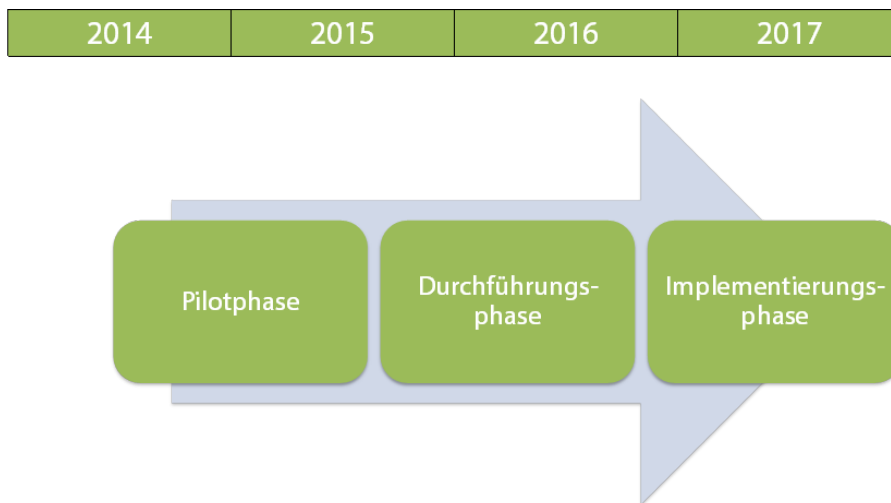 2014 2015 2016 2017
Pilotphase
Durchführungs-
phase
Implementierungs-
phase